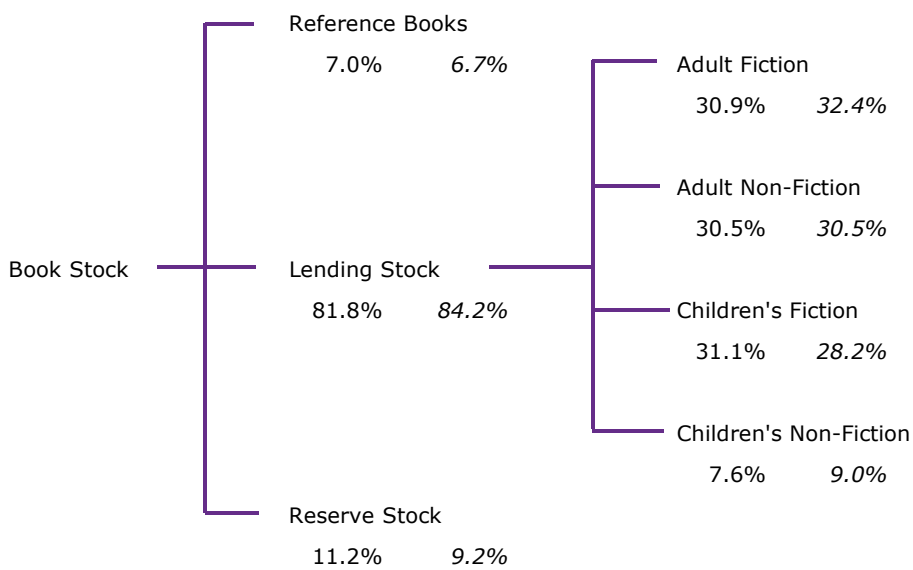 Reference Books
7.0% 6.7%
Adult Fiction
30.9% 32.4%
Adult Non-Fiction
30.5% 30.5%
Book Stock
Lending Stock
81.8% 84.2%
Children's Fiction
31.1% 28.2%
Children's Non-Fiction
7.6% 9.0%
Reserve Stock
11.2% 9.2%